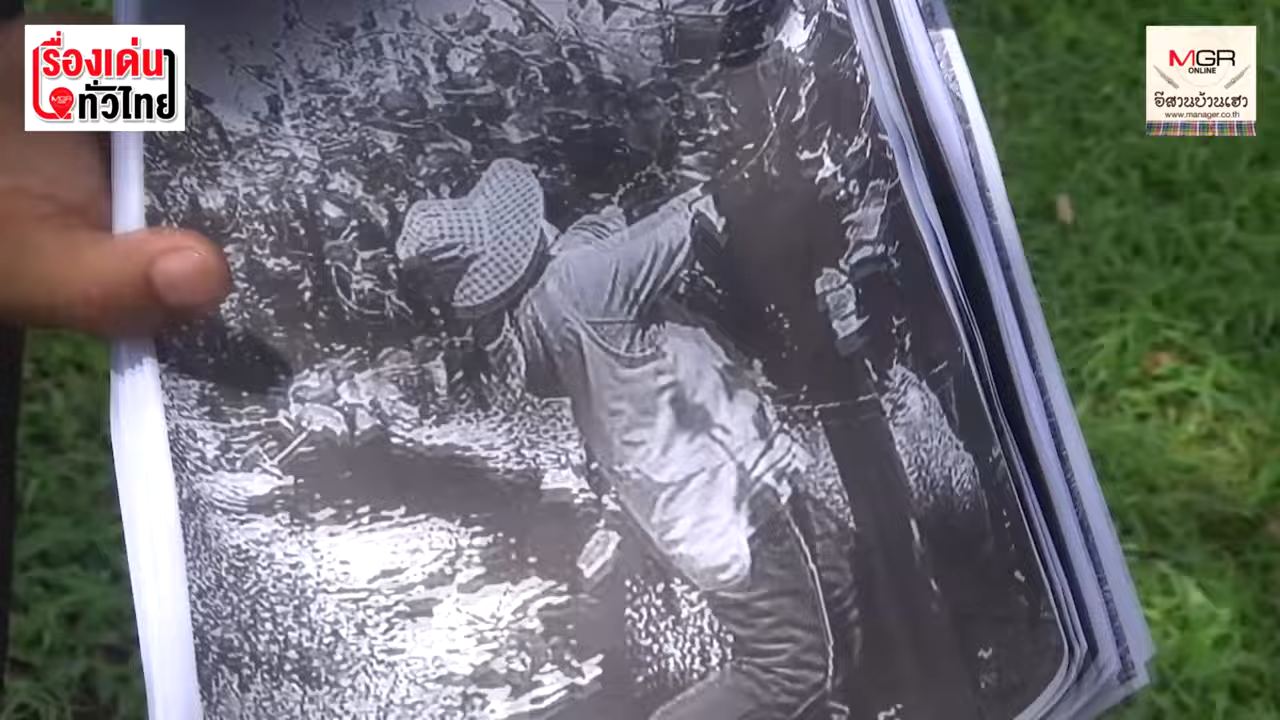 เรื่องเด่น
MGR
ทั่วไทย
MGR
ONLINE
อีสานบ้านเฮา
www.manager.co.th